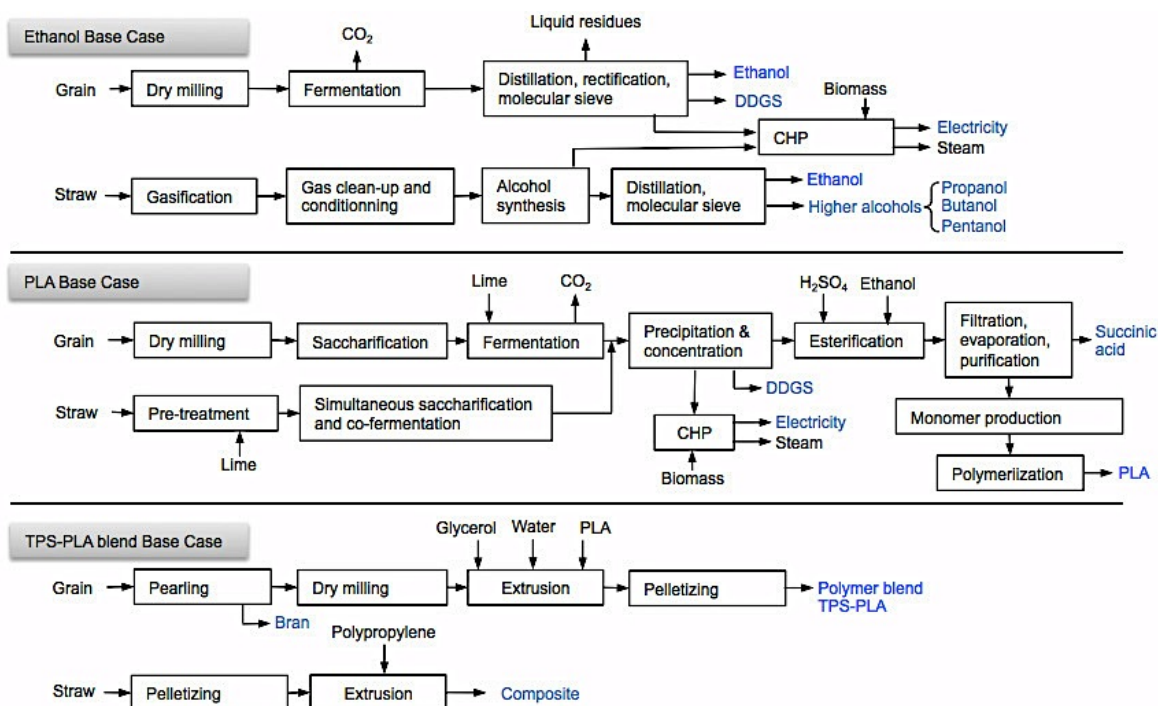 Ethanol Base Case
Liquid residues
CO2
Grain
Dry milling
Fermentation
Distillation, rectification,
molecular sieve
Ethanol
DDGS
Biomass
CHP
Electricity
Steam
Straw
Gasification
Gas clean-up and
conditionning
Alcohol
synthesis
Distillation,
molecular sieve
Ethanol
Higher alcohols
Propanol
Butanol
Pentanol
PLA Base Case
Lime
CO2
H2SO4
Ethanol
Grain
Dry milling
Saccharification
Fermentation
Precipitation &
concentration
Esterification
Filtration,
evaporation,
purification
Succinic
acid
DDGS
Straw
Pre-treatment
Simultaneous saccharification
and co-fermentation
CHP
Electricity
Steam
Monomer production
Lime
Biomass
Polymeriization
PLA
TPS-PLA blend Base Case
Glycerol
Water
PLA
Grain
Pearling
Dry milling
Extrusion
Pelletizing
Polymer blend
TPS-PLA
Bran
Polypropylene
Straw
Pelletizing
Extrusion
Composite